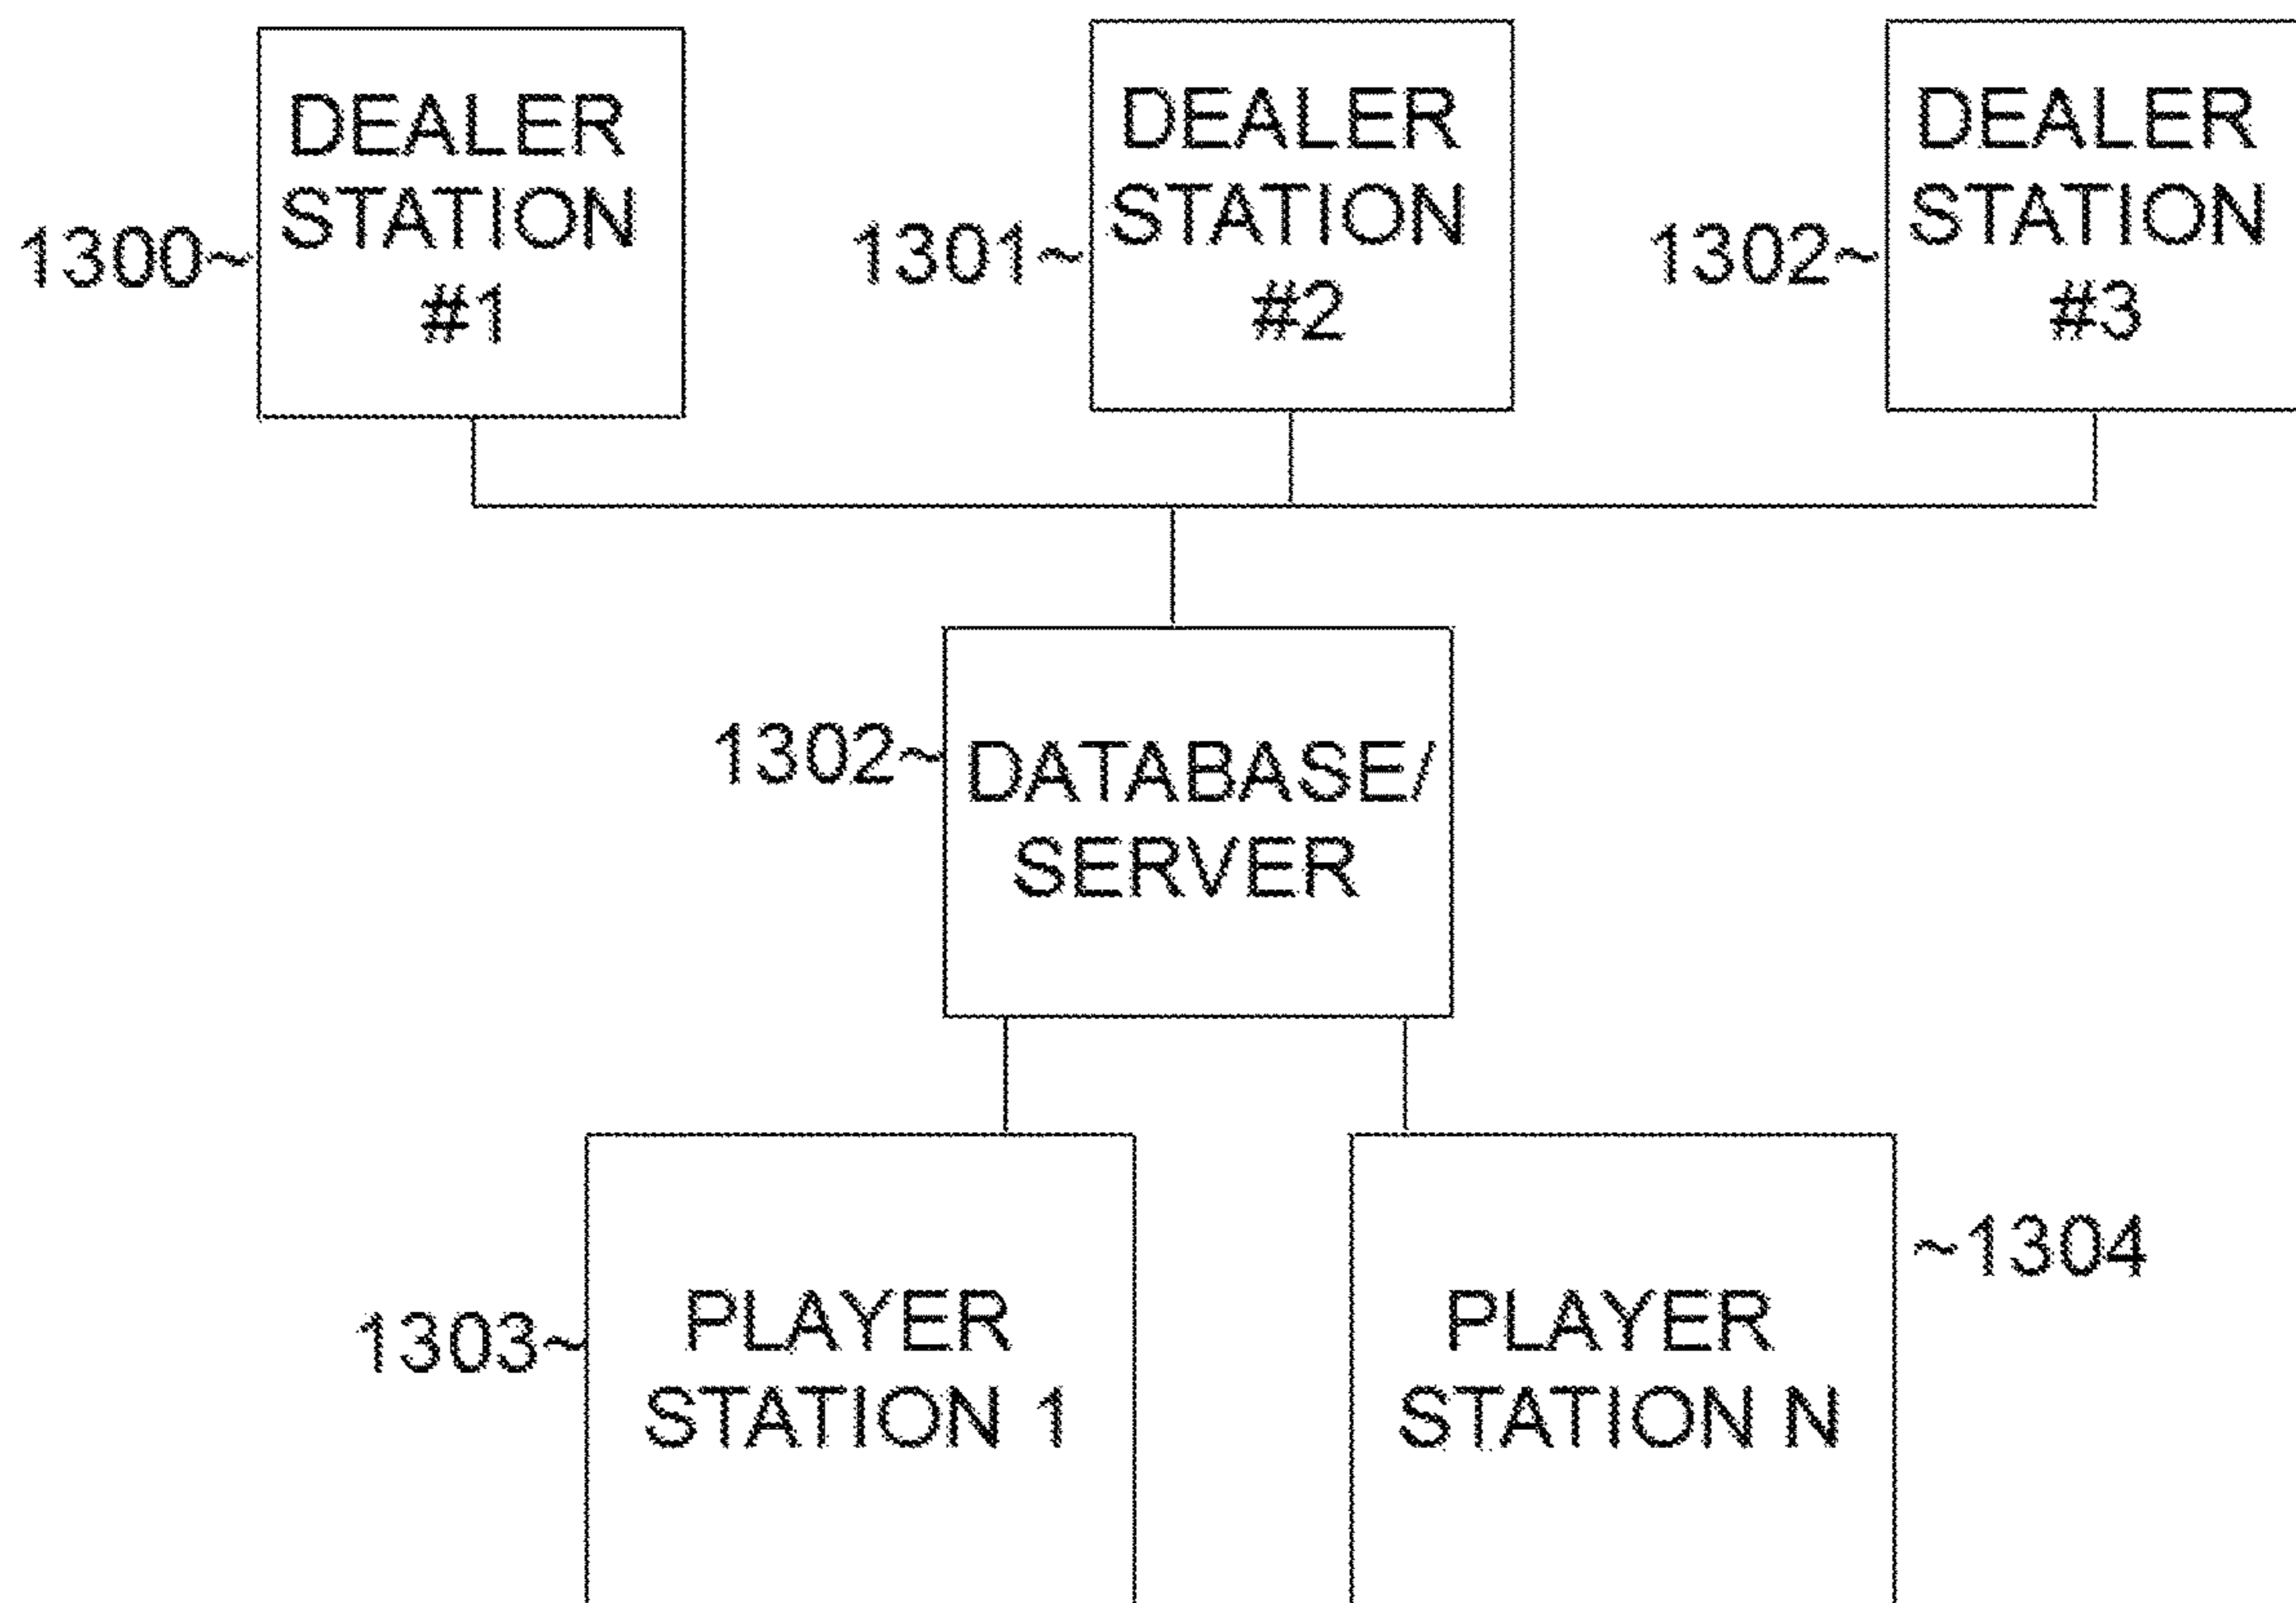 DEALER
STATION
#1
1300~
DEALER
STATION
#2
1301~
DEALER
STATION
#3
1302~
DATABASE/
SERVER
1302~
PLAYER
STATION 1
1303~
PLAYER
STATION N
~1304